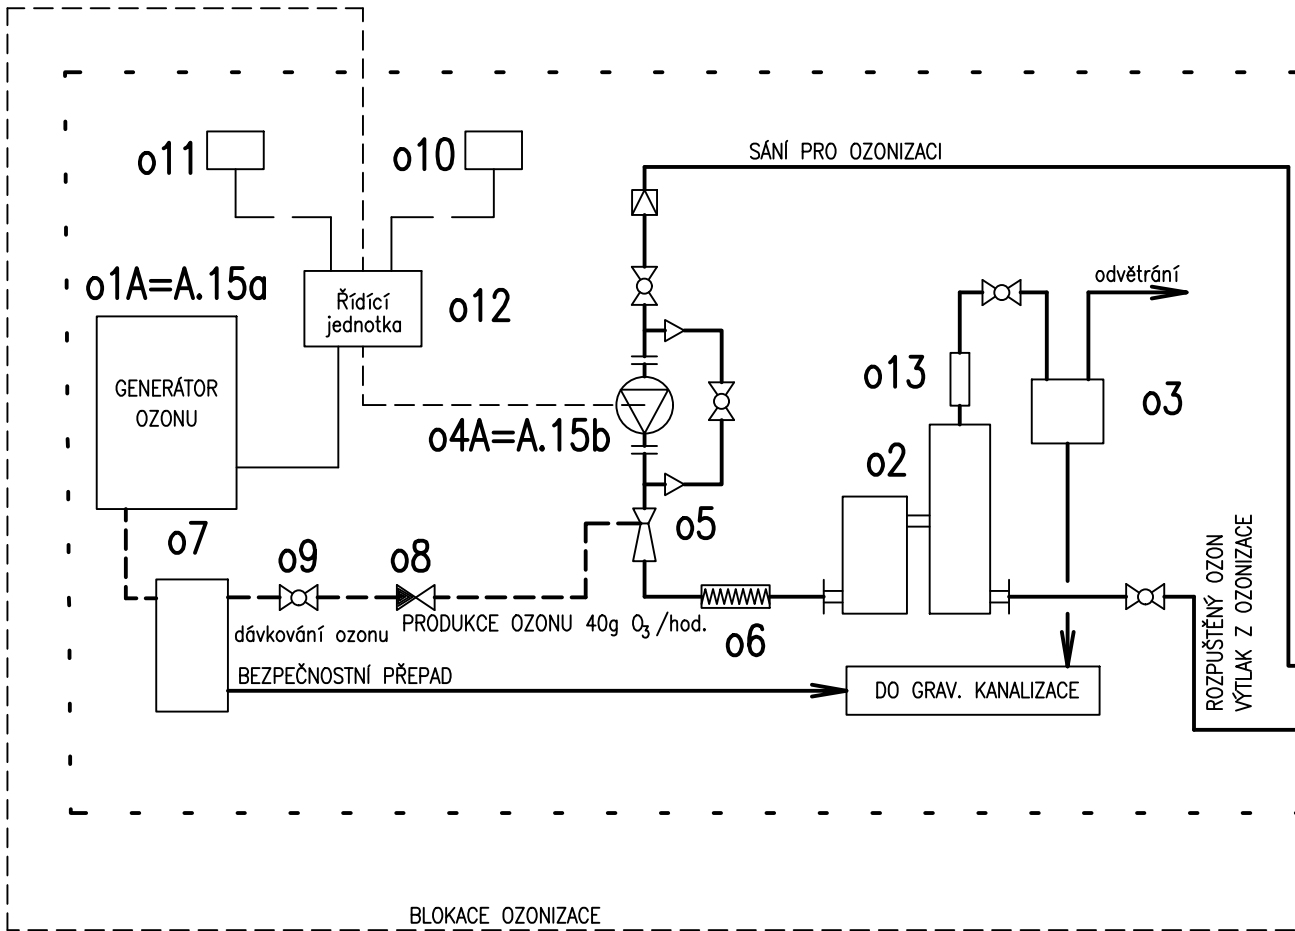 SÁNÍ PRO OZONIZACI
o11
o10
o1A=A.15a
Řídící
jednotka
o12
odvětrání
GENERÁTOR
OZONU
o13
o3
o4A=A.15b
o2
o5
o7
o9
o8
ROZPUŠTĚNÝ OZON
VÝTLAK Z OZONIZACE
dávkování ozonu
PRODUKCE OZONU 40g O₃/hod.
o6
BEZPEČNOSTNÍ PŘEPAD
DO GRAV. KANALIZACE
BLOKACE OZONIZACE